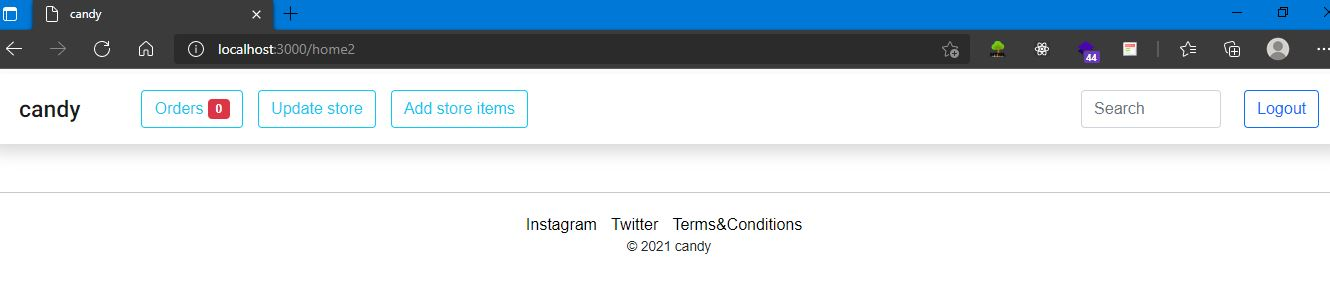 candy
localhost:3000/home2
44
candy Orders 0 Update store Add store items Search Logout
Instagram Twitter Terms&Conditions
© 2021 candy